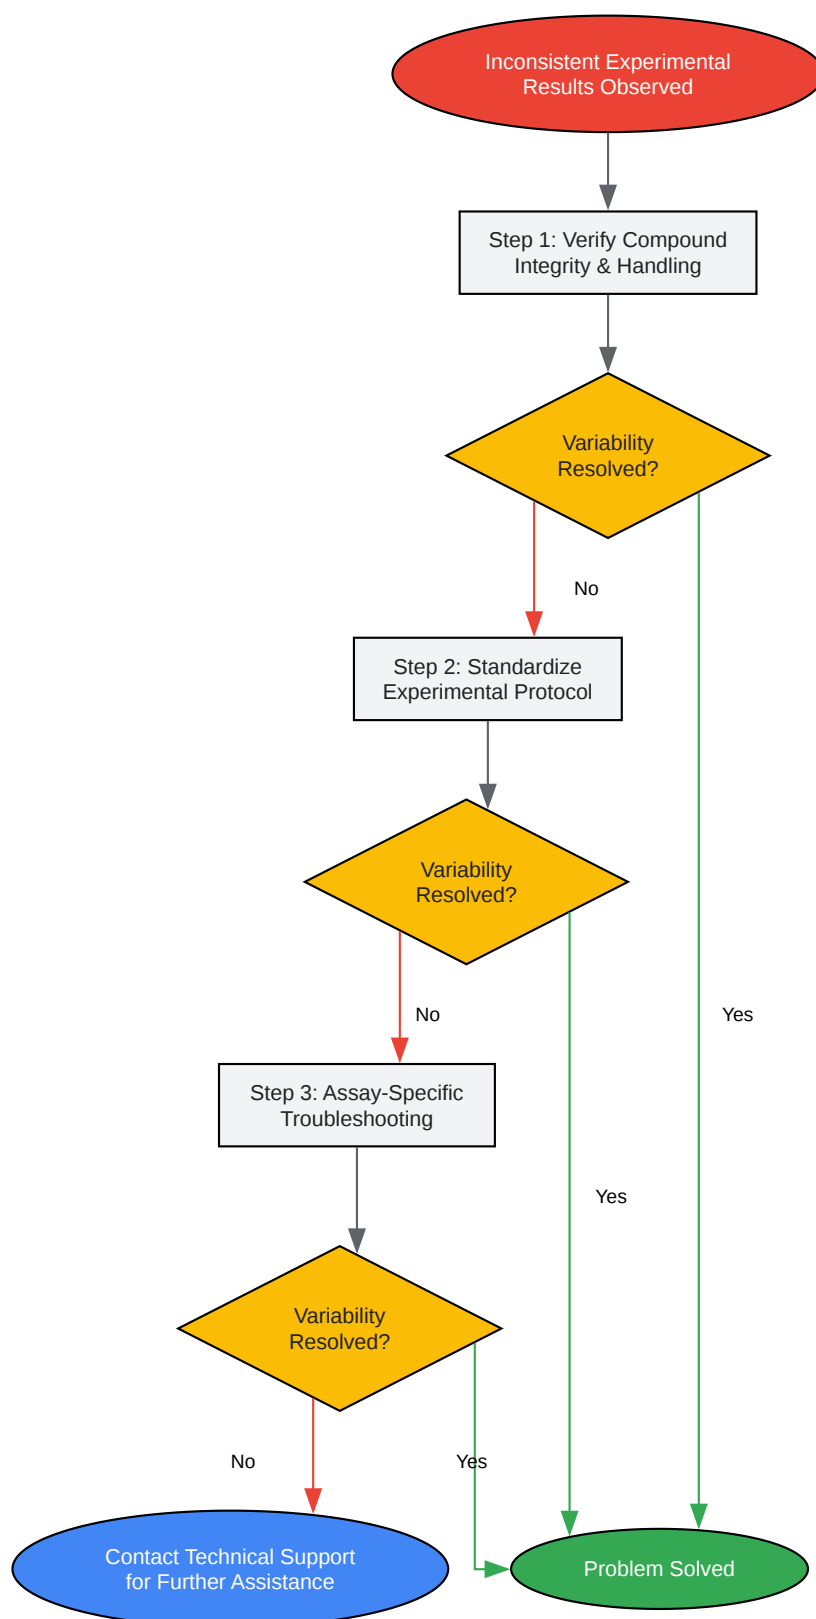 Inconsistent Experimental
Results Observed
Step 1: Verify Compound
Integrity & Handling
Variability
Resolved?
No
Step 2: Standardize
Experimental Protocol
Variability
Resolved?
No
Yes
Step 3: Assay-Specific
Troubleshooting
Yes
Variability
Resolved?
No
Yes
Contact Technical Support
for Further Assistance
Problem Solved